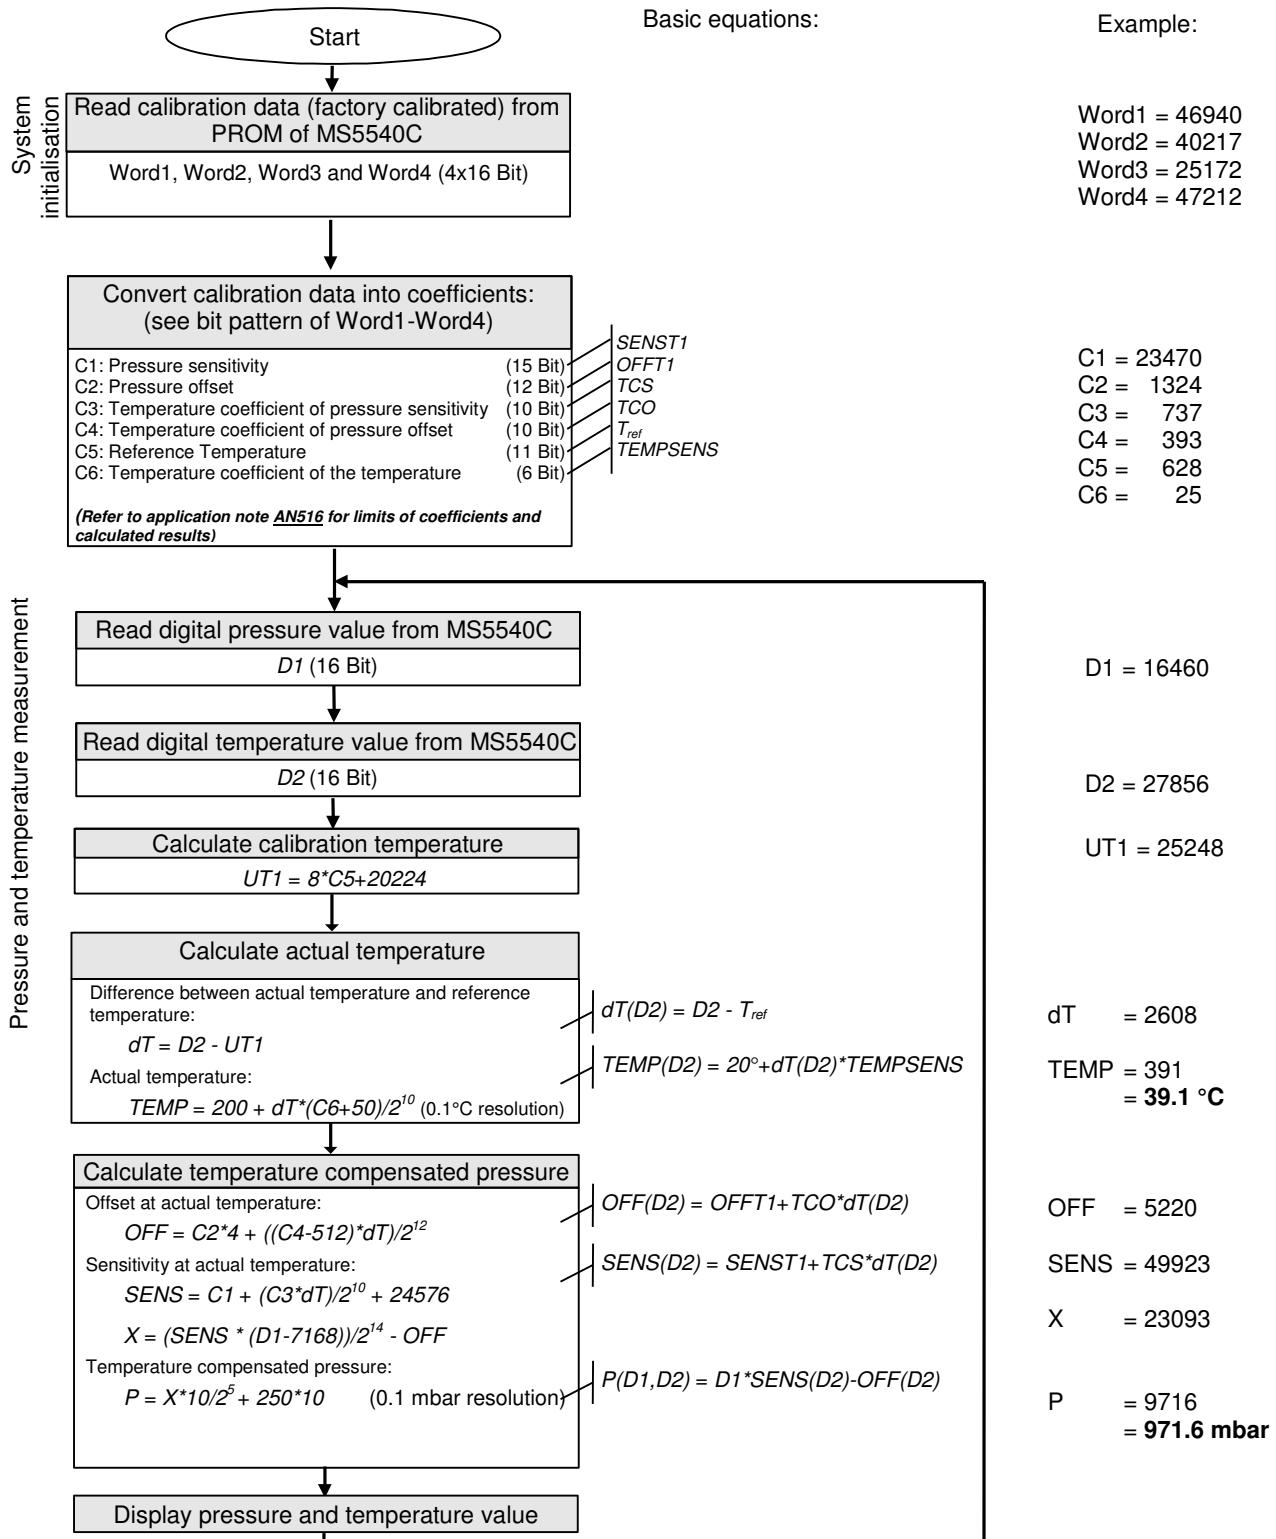 Basic equations:
Example:
Start
System
initialisation
Read calibration data (factory calibrated) from
PROM of MS5540C
Word1, Word2, Word3 and Word4 (4x16 Bit)
Word1 = 46940
Word2 = 40217
Word3 = 25172
Word4 = 47212
Convert calibration data into coefficients:
(see bit pattern of Word1-Word4)
C1: Pressure sensitivity (15 Bit) SENST1
C2: Pressure offset (12 Bit) OFFT1
C3: Temperature coefficient of pressure sensitivity (10 Bit) TCS
C4: Temperature coefficient of pressure offset (10 Bit) TCO
C5: Reference Temperature (11 Bit) Tref
C6: Temperature coefficient of the temperature (6 Bit) TEMPSENS
(Refer to application note AN516 for limits of coefficients and
calculated results)
C1 = 23470
C2 = 1324
C3 = 737
C4 = 393
C5 = 628
C6 = 25
Pressure and temperature measurement
Read digital pressure value from MS5540C
D1 (16 Bit)
D1 = 16460
Read digital temperature value from MS5540C
D2 (16 Bit)
D2 = 27856
Calculate calibration temperature
UT1 = 8*C5+20224
UT1 = 25248
Calculate actual temperature
Difference between actual temperature and reference
temperature:
dT = D2 - UT1
dT(D2) = D2 - Tref
dT = 2608
Actual temperature:
TEMP = 200 + dT*(C6+50)/2^10 (0.1°C resolution)
TEMP(D2) = 20°+dT(D2)*TEMPSENS
TEMP = 391
= 39.1 °C
Calculate temperature compensated pressure
Offset at actual temperature:
OFF = C2*4 + ((C4-512)*dT)/2^12
OFF(D2) = OFFT1+TCO*dT(D2)
OFF = 5220
Sensitivity at actual temperature:
SENS = C1 + (C3*dT)/2^10 + 24576
SENS(D2) = SENST1+TCS*dT(D2)
SENS = 49923
X = (SENS * (D1-7168))/2^14 - OFF
X = 23093
Temperature compensated pressure:
P = X*10/2^5 + 250*10 (0.1 mbar resolution)
P(D1,D2) = D1*SENS(D2)-OFF(D2)
P = 9716
= 971.6 mbar
Display pressure and temperature value